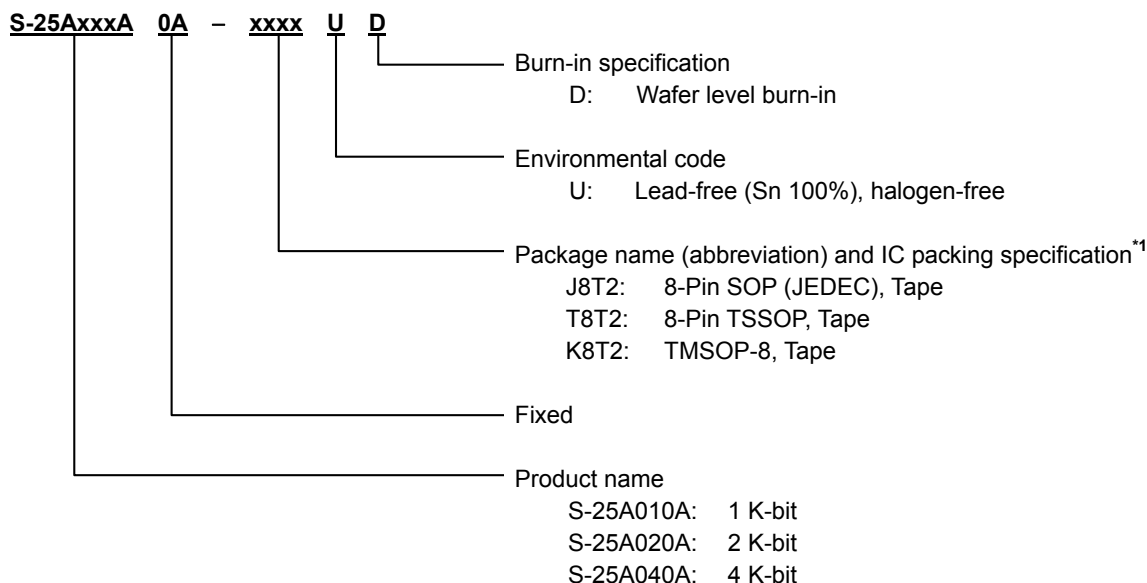 S-25AxxxA 0A – xxxx U D
Burn-in specification
D: Wafer level burn-in
Environmental code
U: Lead-free (Sn 100%), halogen-free
Package name (abbreviation) and IC packing specification*1
J8T2: 8-Pin SOP (JEDEC), Tape
T8T2: 8-Pin TSSOP, Tape
K8T2: TMSOP-8, Tape
Fixed
Product name
S-25A010A: 1 K-bit
S-25A020A: 2 K-bit
S-25A040A: 4 K-bit